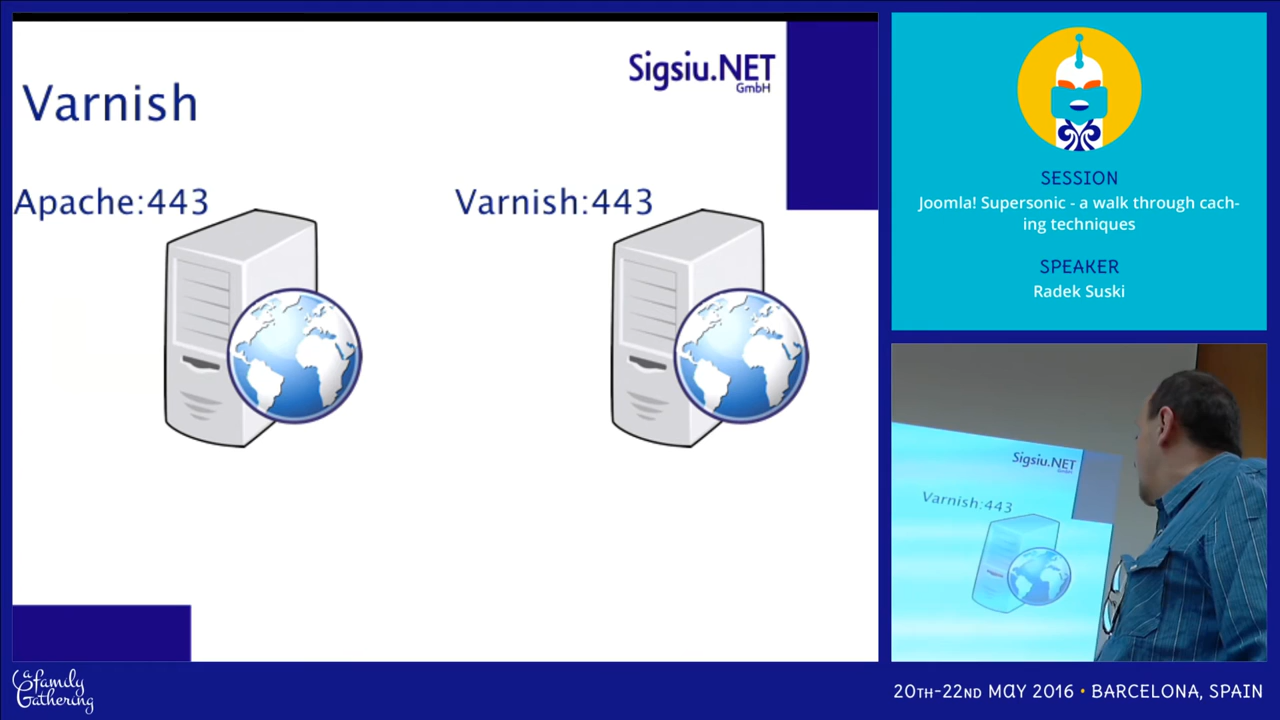 Varnish
Sigsiu.NET
GmbH
Apache:443
Varnish:443
SESSION
Joomla! Supersonic - a walk through cach-
ing techniques
SPEAKER
Radek Suski
Sigsiu.NET
GmbH
Varnish:443
a family
Gathering
20TH-22ND MAY 2016 • BARCELONA, SPAIN